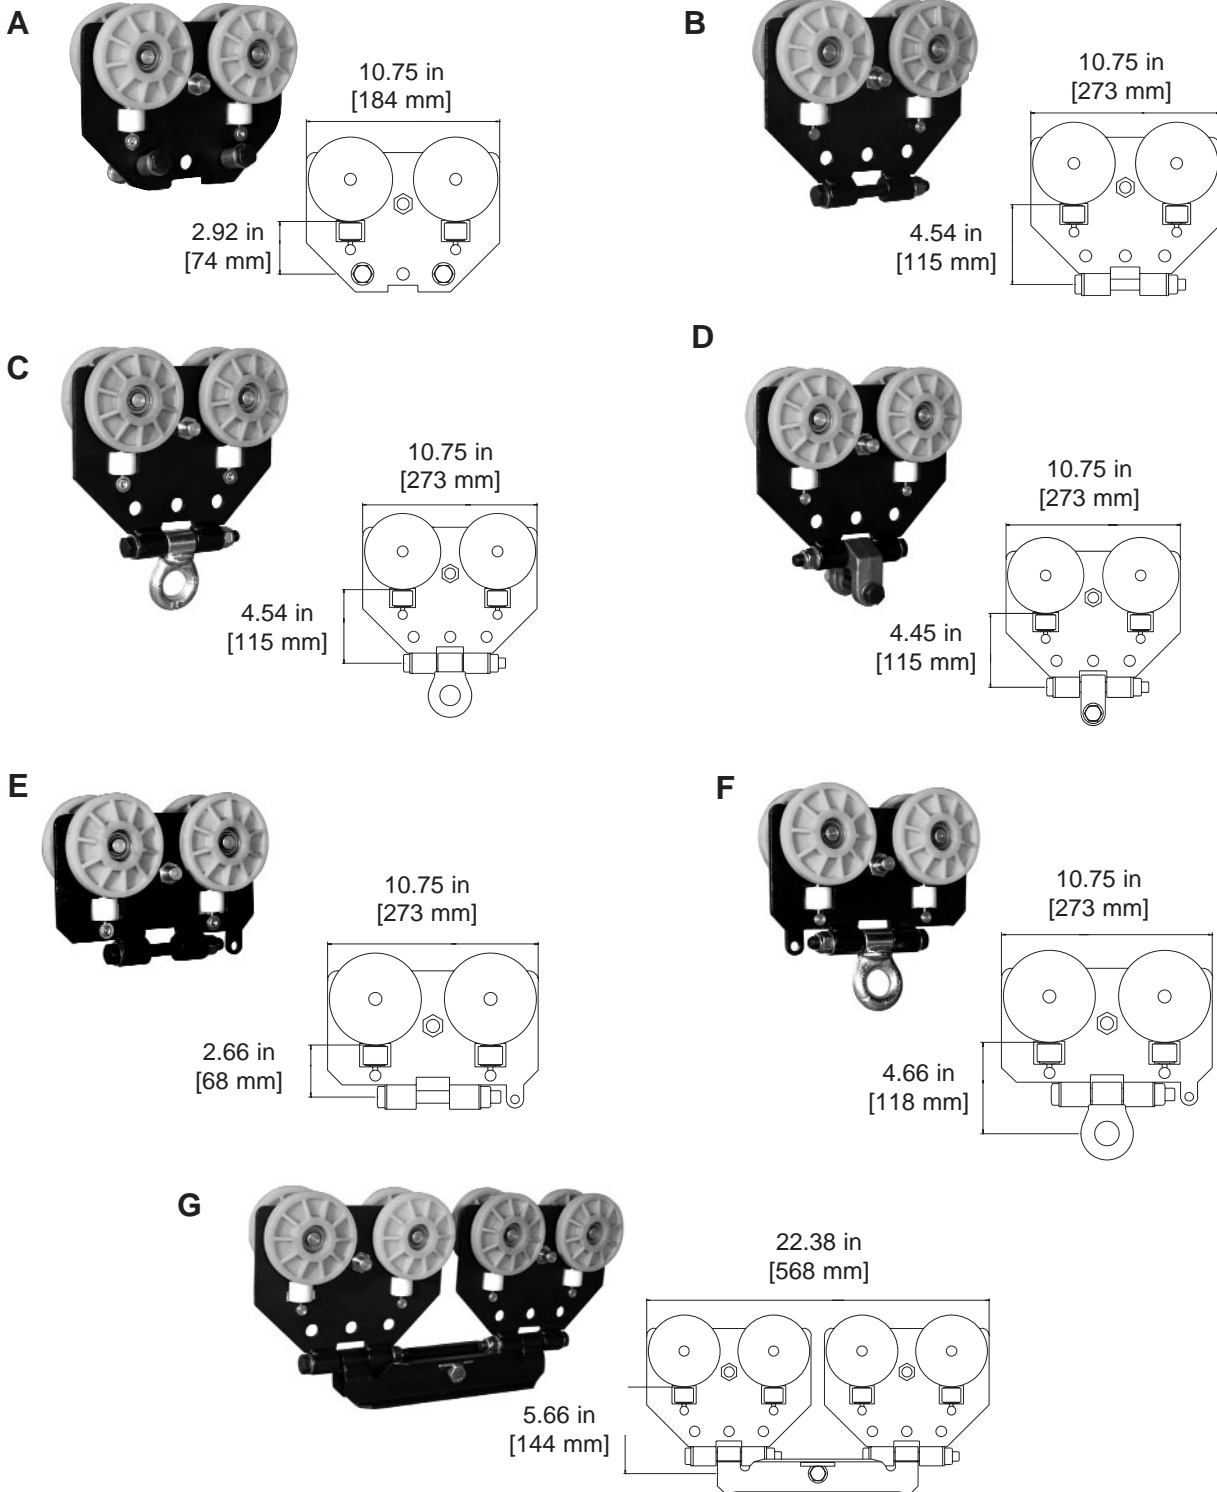 A
10.75 in
[184 mm]
2.92 in
[74 mm]
B
10.75 in
[273 mm]
4.54 in
[115 mm]
C
10.75 in
[273 mm]
4.54 in
[115 mm]
D
10.75 in
[273 mm]
4.45 in
[115 mm]
E
10.75 in
[273 mm]
2.66 in
[68 mm]
F
10.75 in
[273 mm]
4.66 in
[118 mm]
G
22.38 in
[568 mm]
5.66 in
[144 mm]